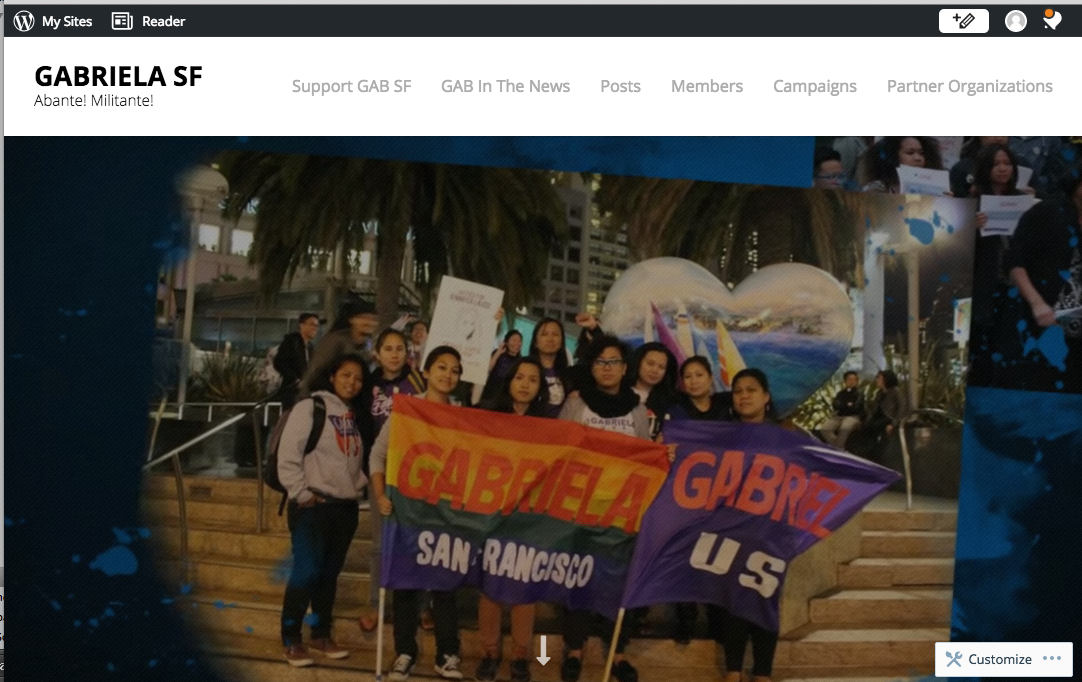 My Sites
Reader
GABRIELA SF
Abante! Militante!
Support GAB SF
GAB In The News
Posts
Members
Campaigns
Partner Organizations
GABRIELA
SAN FRANCISCO
GABRIEL
US
Customize